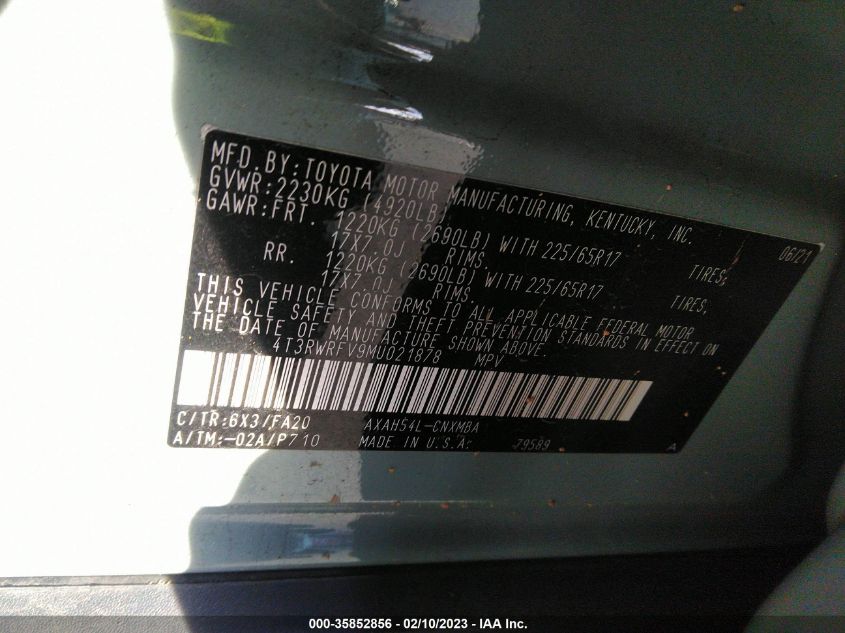 MFD. BY: TOYOTA MOTOR MANUFACTURING, KENTUCKY, INC.
GVWR: 2230KG (4920LB) 06/21
GAWR: FRT. 1220KG (2690LB) WITH 225/65R17 TIRES,
17X7.0J RIMS.
RR. 1220KG (2690LB) WITH 225/65R17 TIRES,
17X7.0J RIMS.
THIS VEHICLE CONFORMS TO ALL APPLICABLE FEDERAL MOTOR
VEHICLE SAFETY AND THEFT PREVENTION STANDARDS IN EFFECT ON
THE DATE OF MANUFACTURE SHOWN ABOVE.
4T3RWRFV9MU021878 MPV
C/TR: 6X3/FA20 AXAH54L-CNXMBA
A/TM: -02A/P710 MADE IN U.S.A. 79589 A
000-35852856 - 02/10/2023 - IAA Inc.